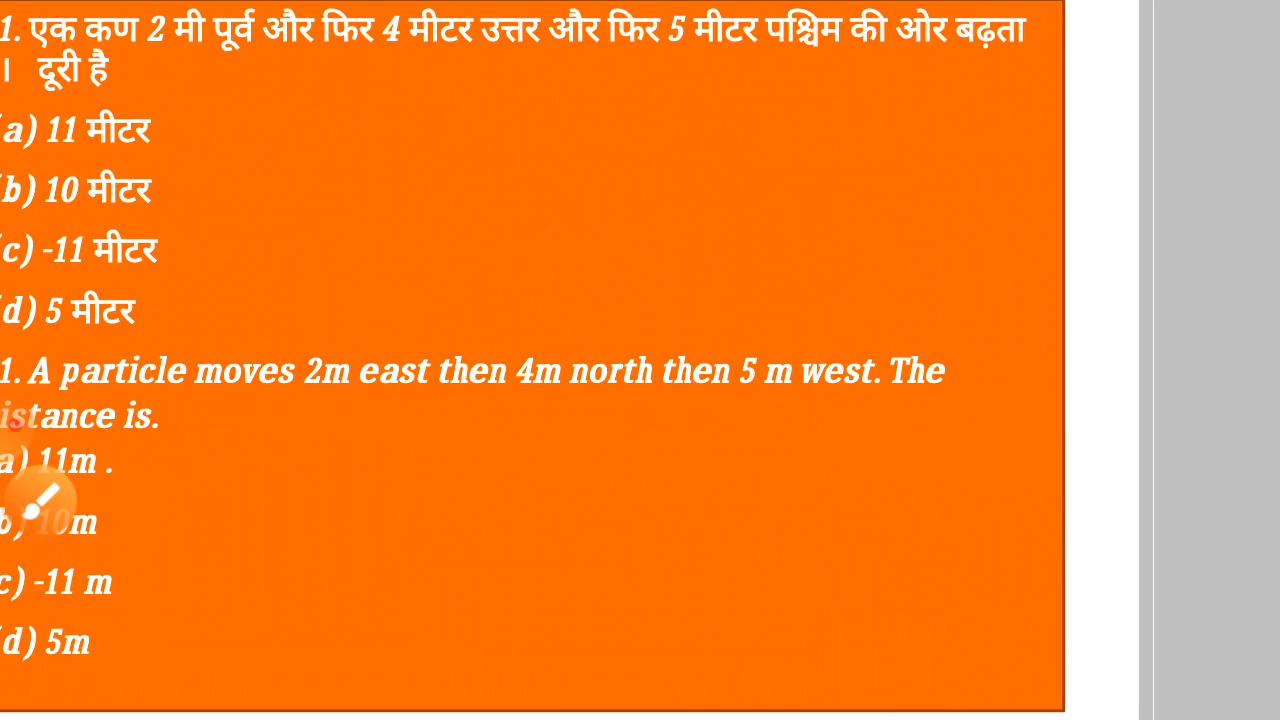 1. एक कण 2 मी पूर्व और फिर 4 मीटर उत्तर और फिर 5 मीटर पश्चिम की ओर बढ़ता
। दूरी है
(a) 11 मीटर
(b) 10 मीटर
(c) -11 मीटर
(d) 5 मीटर
1. A particle moves 2m east then 4m north then 5 m west. The
istance is.
a) 11m .
b) 10m
c) -11 m
(d) 5m